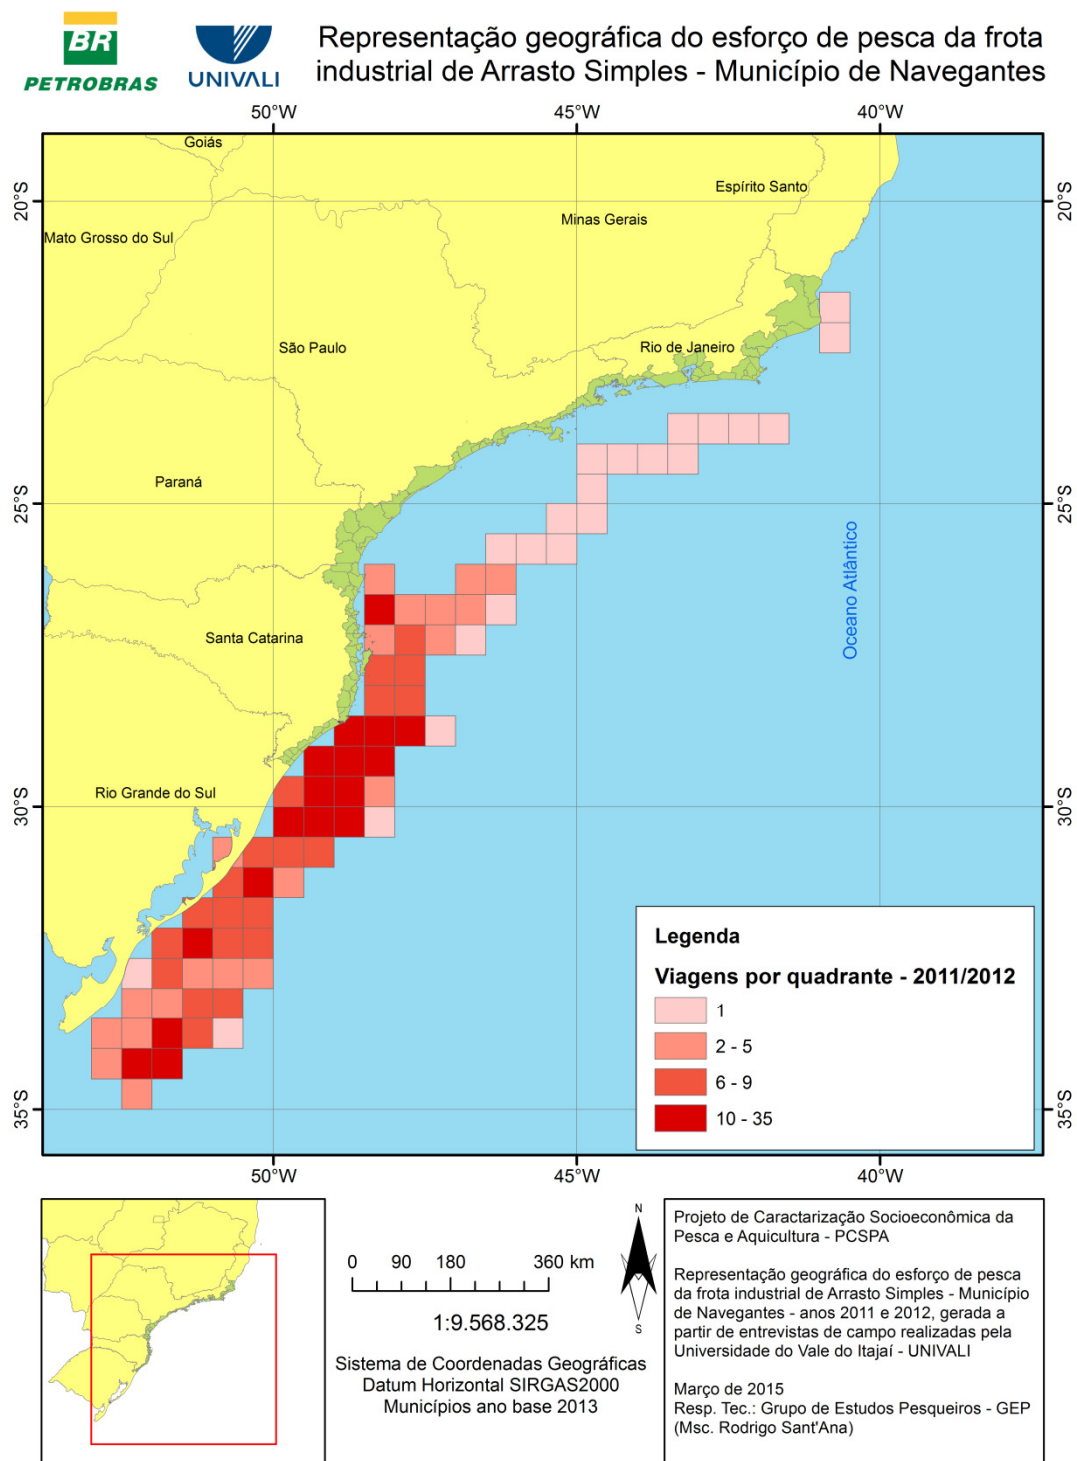 BR
PETROBRAS
UNIVALI
Representação geográfica do esforço de pesca da frota
industrial de Arrasto Simples - Município de Navegantes
50°W
45°W
40°W
Goiás
Espírito Santo
20°S
20°S
Minas Gerais
Mato Grosso do Sul
São Paulo
Rio de Janeiro
Paraná
25°S
25°S
Oceano Atlântico
Santa Catarina
Rio Grande do Sul
30°S
30°S
Legenda
Viagens por quadrante - 2011/2012
1
2 - 5
6 - 9
10 - 35
35°S
35°S
50°W
45°W
40°W
N
S
0 90 180 360 km
1:9.568.325
Sistema de Coordenadas Geográficas
Datum Horizontal SIRGAS2000
Municípios ano base 2013
Projeto de Caractarização Socioeconômica da
Pesca e Aquicultura - PCSPA
Representação geográfica do esforço de pesca
da frota industrial de Arrasto Simples - Município
de Navegantes - anos 2011 e 2012, gerada a
partir de entrevistas de campo realizadas pela
Universidade do Vale do Itajaí - UNIVALI
Março de 2015
Resp. Tec.: Grupo de Estudos Pesqueiros - GEP
(Msc. Rodrigo Sant'Ana)